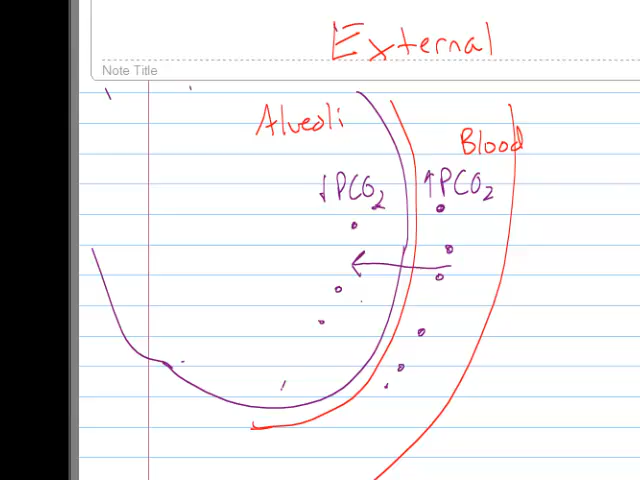 External
Note Title
Alveoli
Blood
↓PCO₂ ↑PCO₂